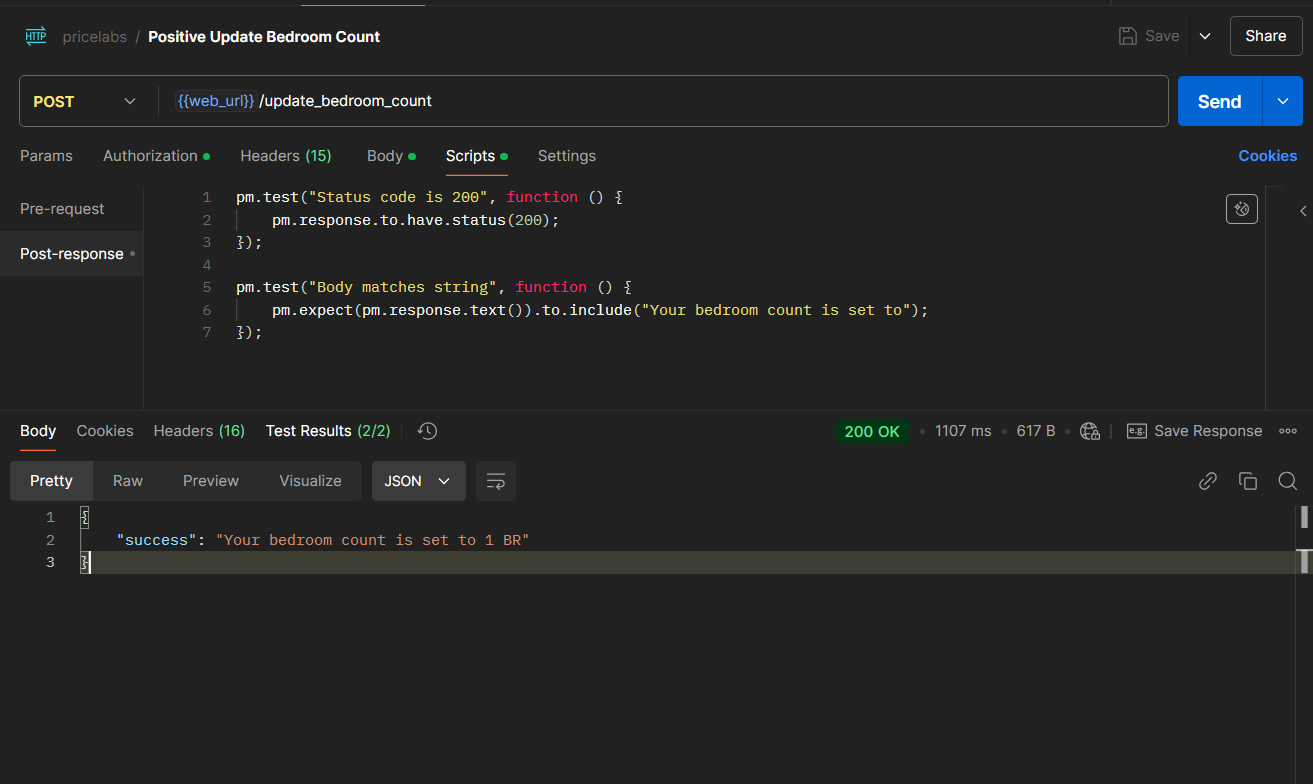 HTTP pricelabs / Positive Update Bedroom Count Save Share
POST {{web_url}} /update_bedroom_count Send
Params Authorization Headers (15) Body Scripts Settings Cookies
Pre-request
Post-response
1 pm.test("Status code is 200", function () {
2 pm.response.to.have.status(200);
3 });
4
5 pm.test("Body matches string", function () {
6 pm.expect(pm.response.text()).to.include("Your bedroom count is set to");
7 });
Body Cookies Headers (16) Test Results (2/2) 200 OK • 1107 ms • 617 B • e.g. Save Response
Pretty Raw Preview Visualize JSON
1 {
2 "success": "Your bedroom count is set to 1 BR"
3 }